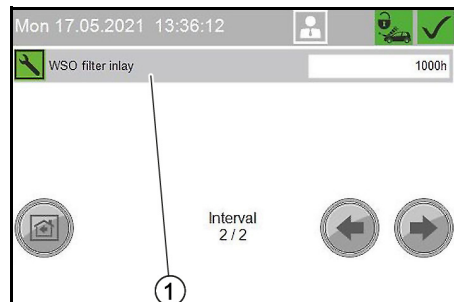 Mon 17.05.2021 13:36:12
WSO filter inlay 1000h
Interval
2 / 2
1